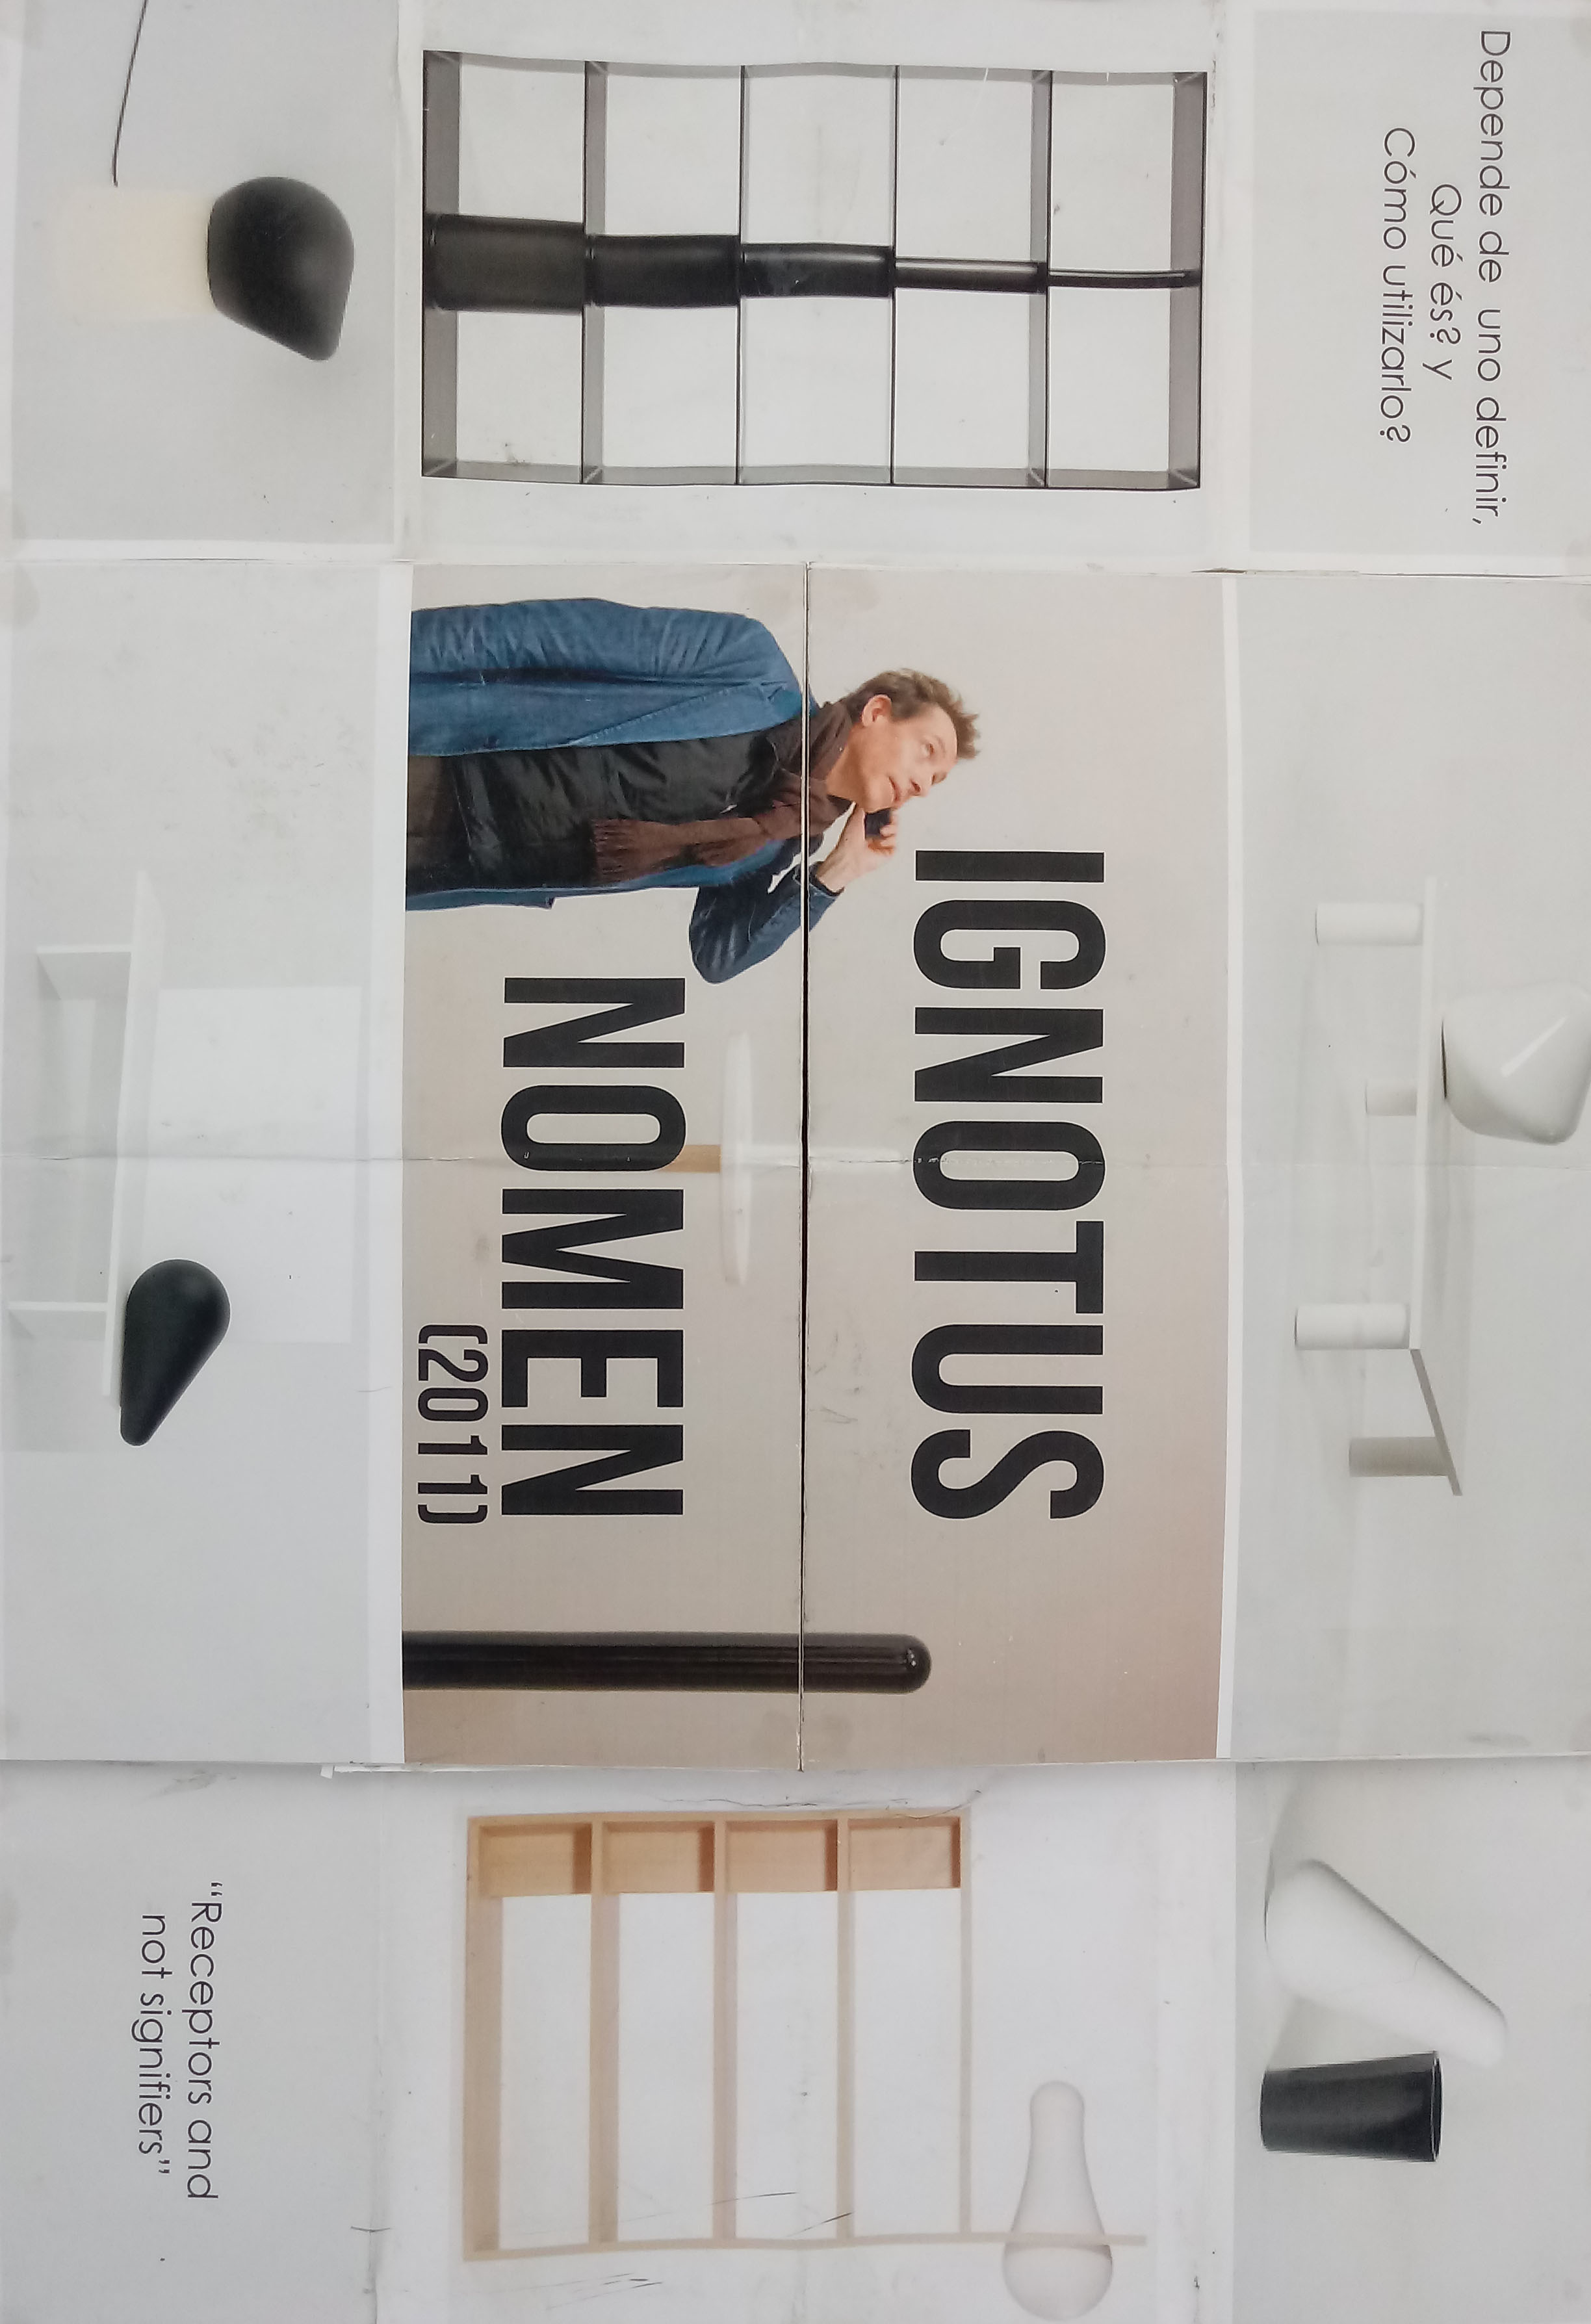 Depende de uno definir,
Qué és? y
Cómo utilizarlo?
IGNOTUS
NOMEN
(2011)
“Receptors and
not signifiers”